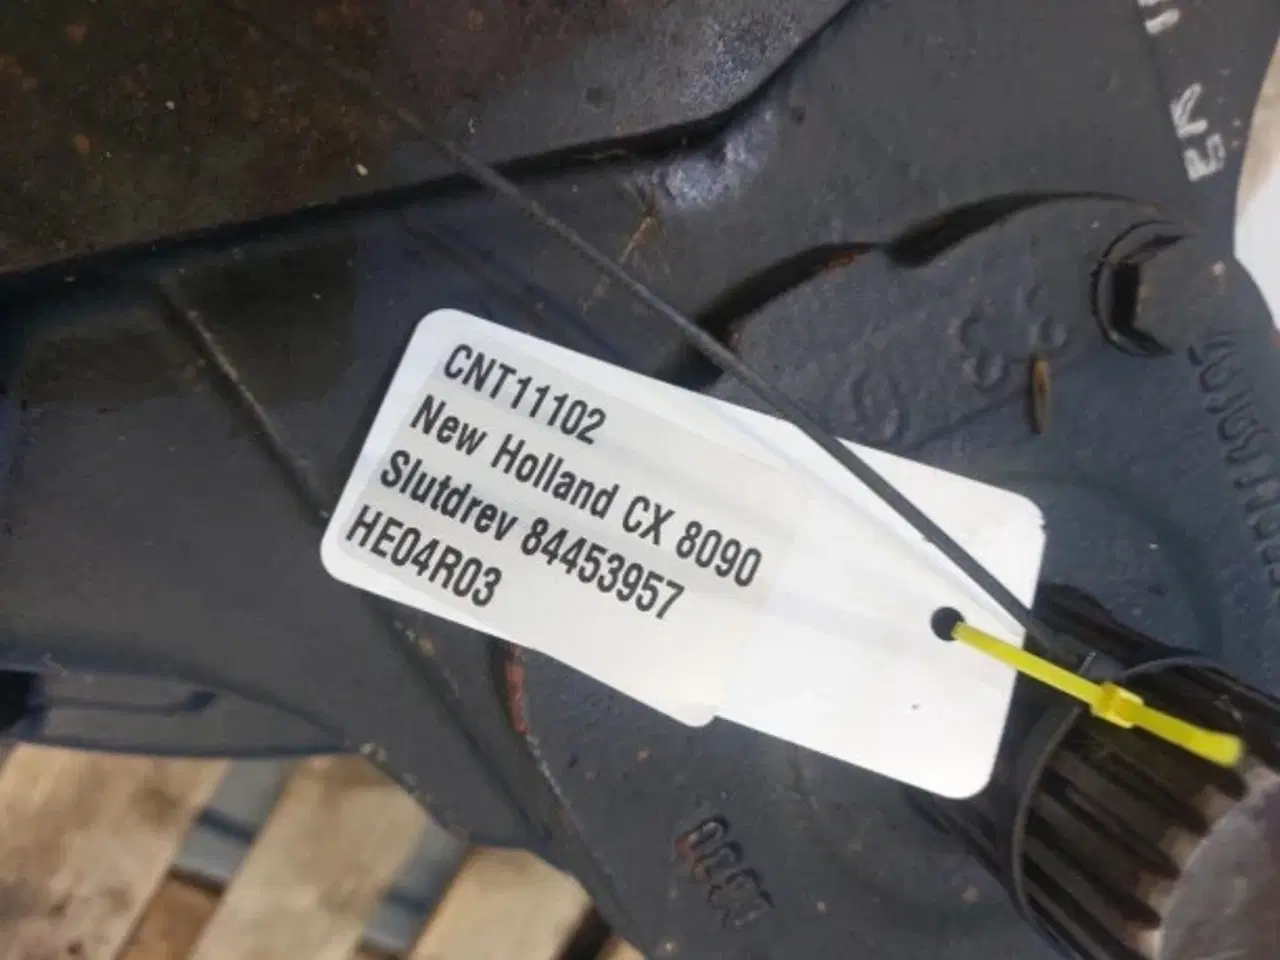 CNT11102
New Holland CX 8090
Slutdrev 84453957
HE04R03